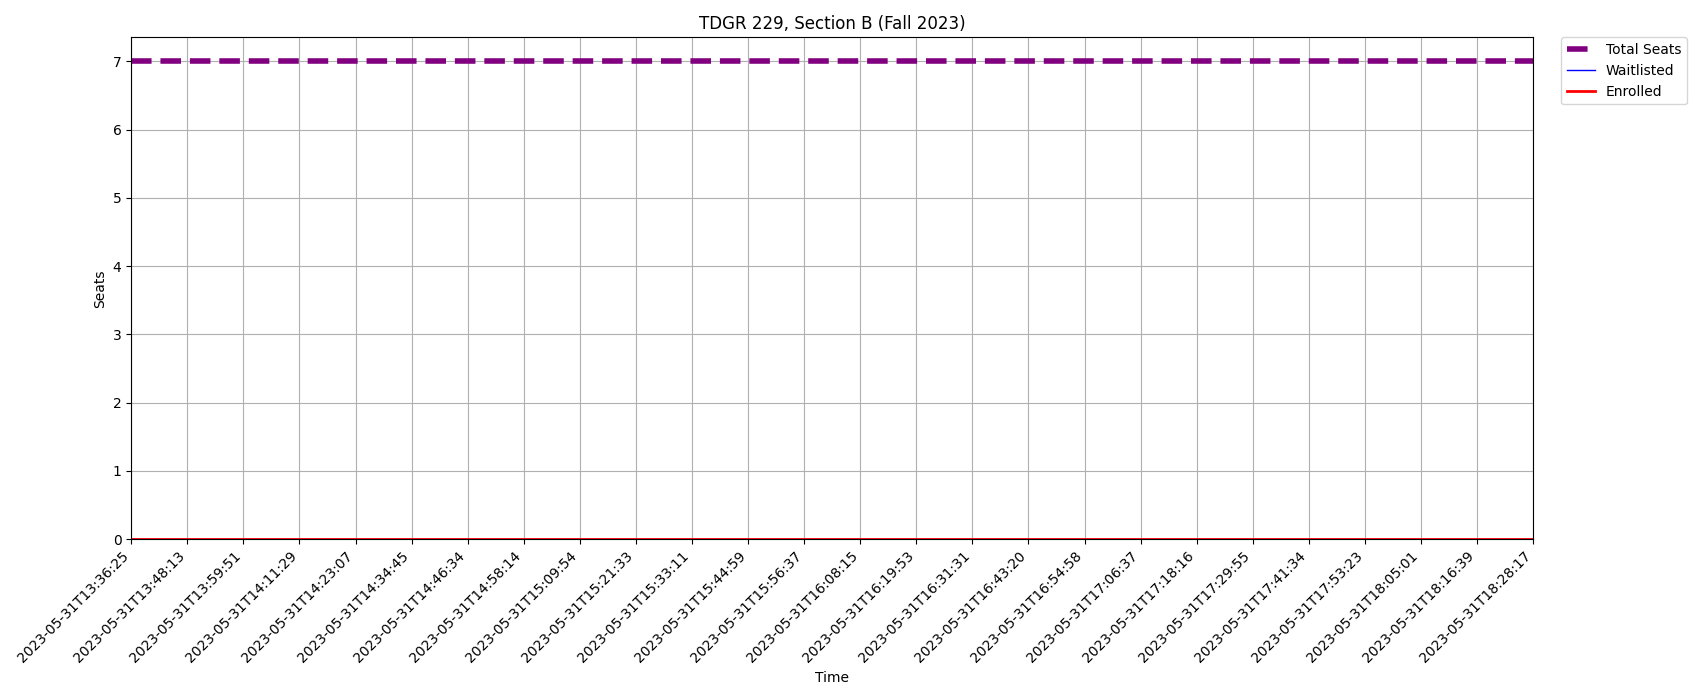 TDGR 229, Section B (Fall 2023)
Total Seats
Waitlisted
Enrolled
7
6
5
4
3
2
1
0
Seats
2023-05-31T13:36:25
2023-05-31T13:48:13
2023-05-31T13:59:51
2023-05-31T14:11:29
2023-05-31T14:23:07
2023-05-31T14:34:45
2023-05-31T14:46:34
2023-05-31T14:58:14
2023-05-31T15:09:54
2023-05-31T15:21:33
2023-05-31T15:33:11
2023-05-31T15:44:59
2023-05-31T15:56:37
2023-05-31T16:08:15
2023-05-31T16:19:53
2023-05-31T16:31:31
2023-05-31T16:43:20
2023-05-31T16:54:58
2023-05-31T17:06:37
2023-05-31T17:18:16
2023-05-31T17:29:55
2023-05-31T17:41:34
2023-05-31T17:53:23
2023-05-31T18:05:01
2023-05-31T18:16:39
2023-05-31T18:28:17
Time